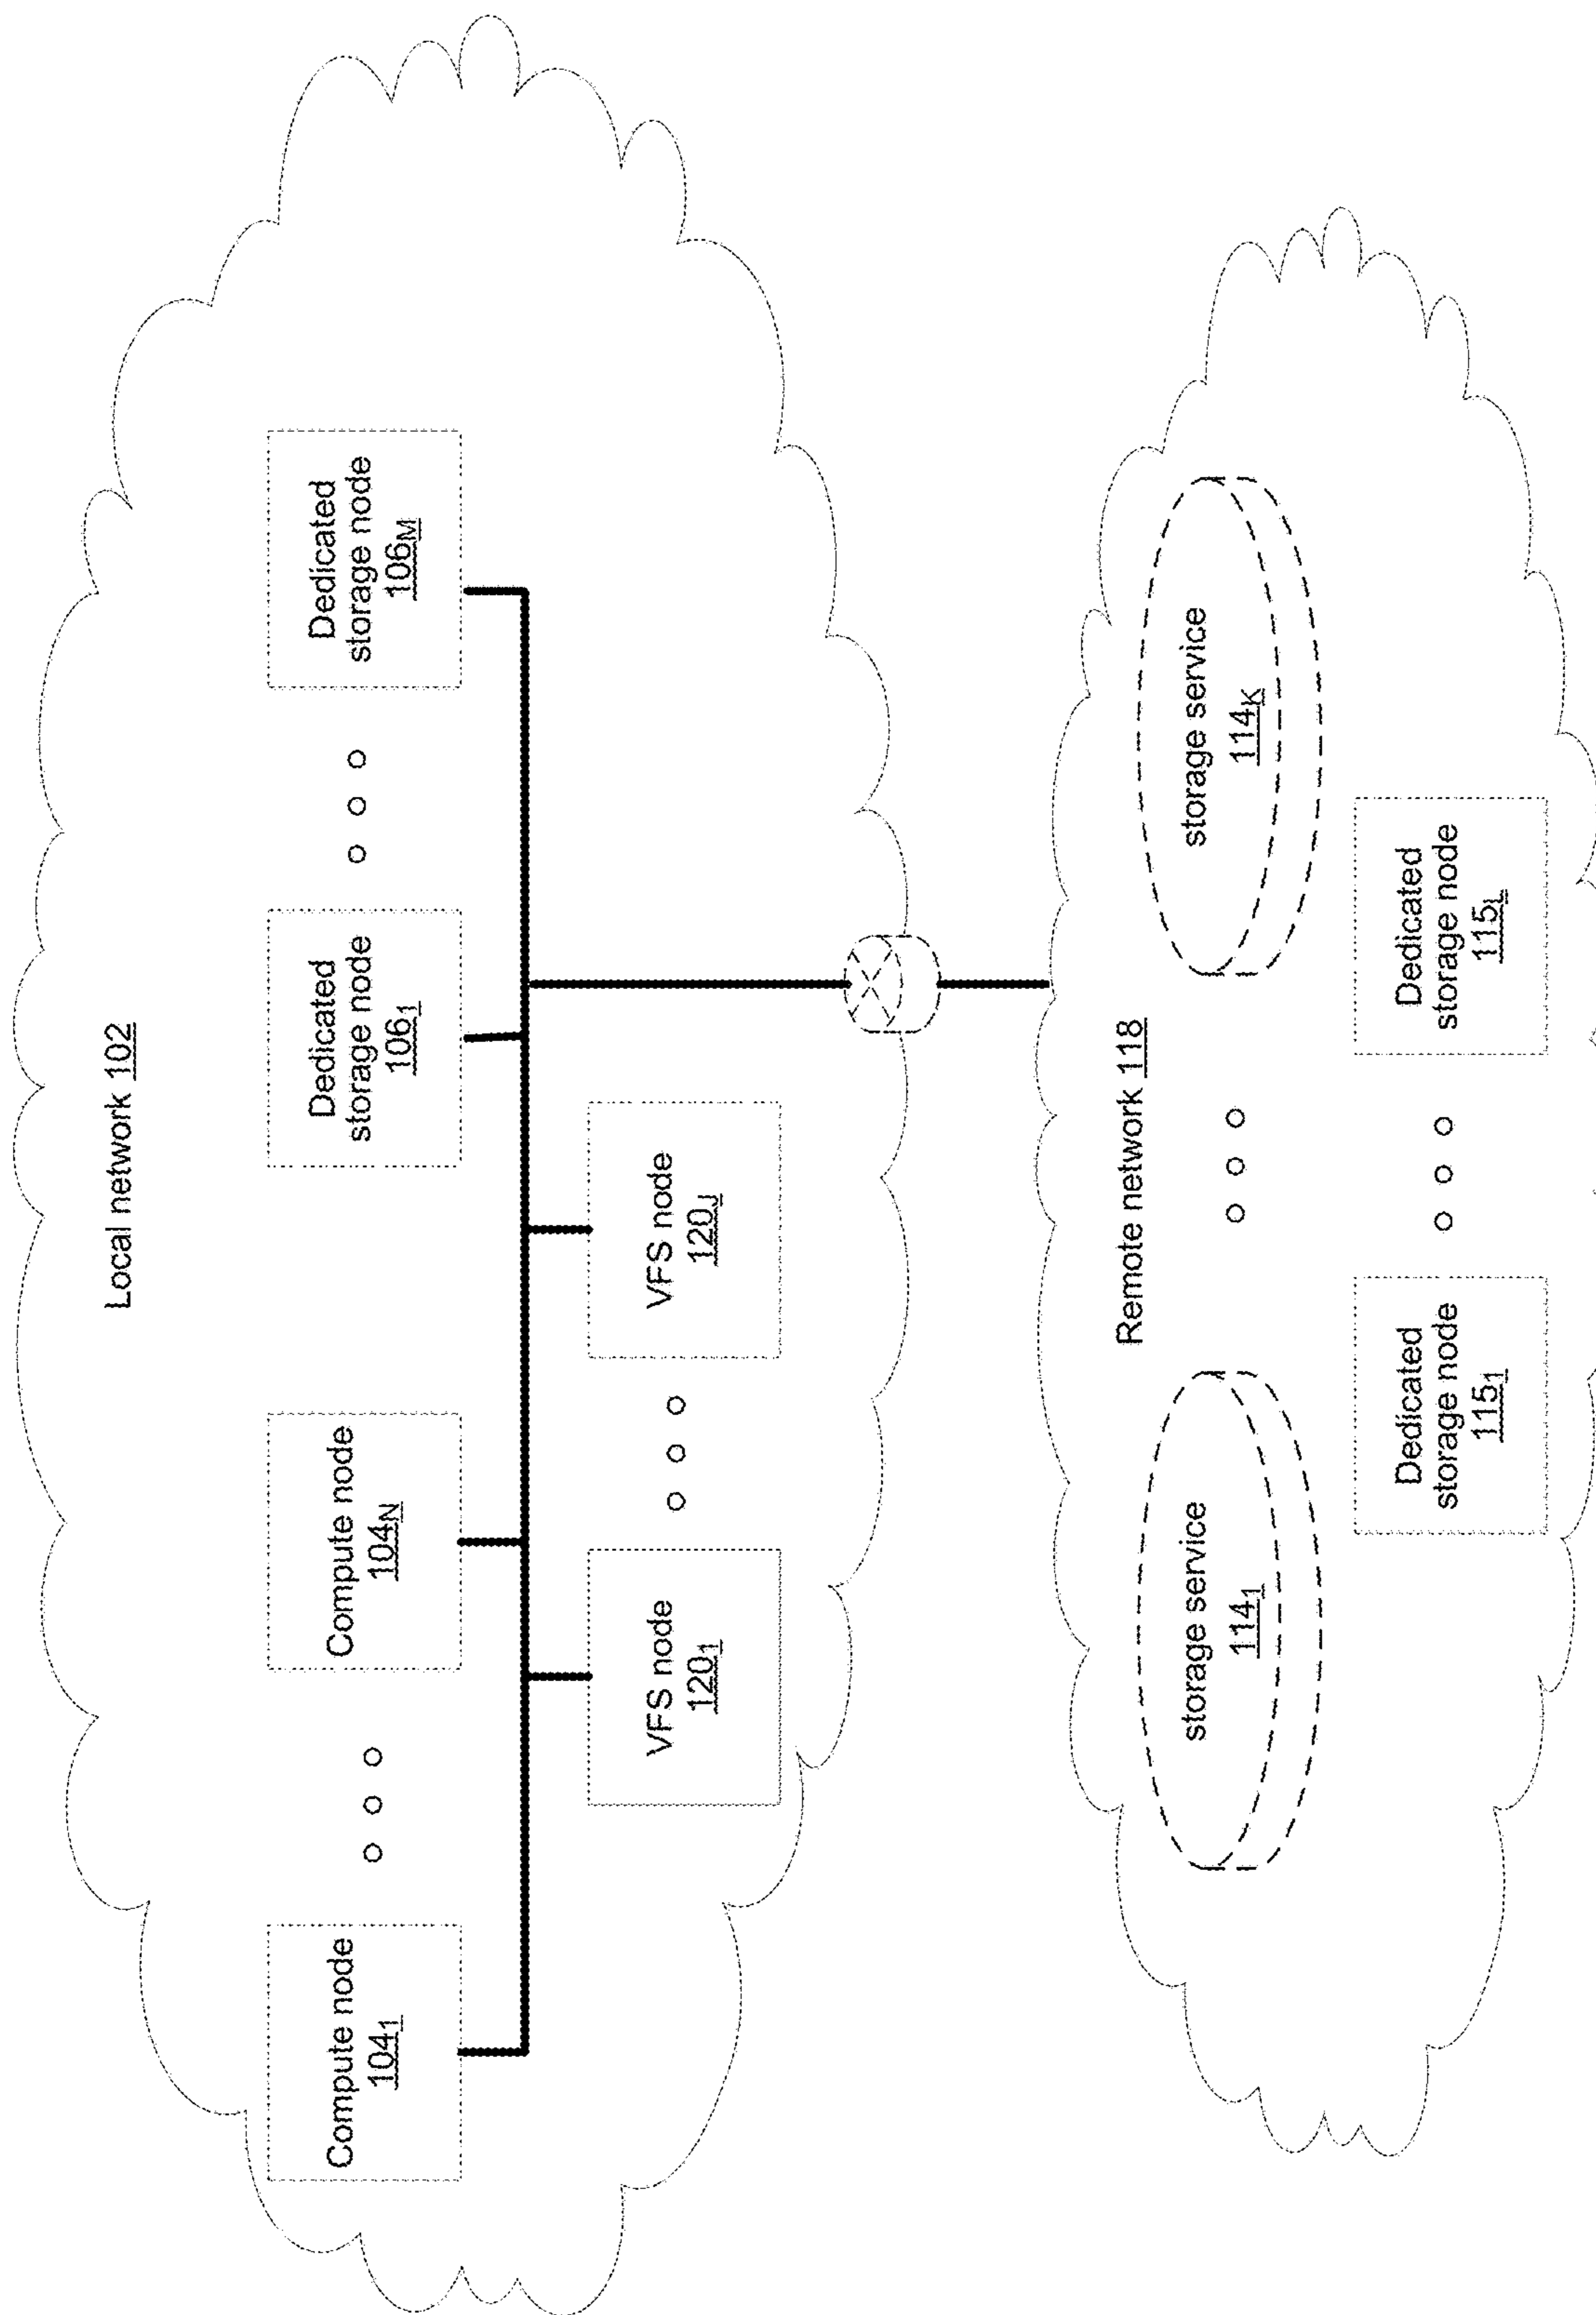 Local network 102
Compute node
104₁
Compute node
104N
Dedicated
storage node
106₁
Dedicated
storage node
106M
VFS node
120₁
VFS node
120J
Remote network 118
storage service
114₁
storage service
114K
Dedicated
storage node
115₁
Dedicated
storage node
115L